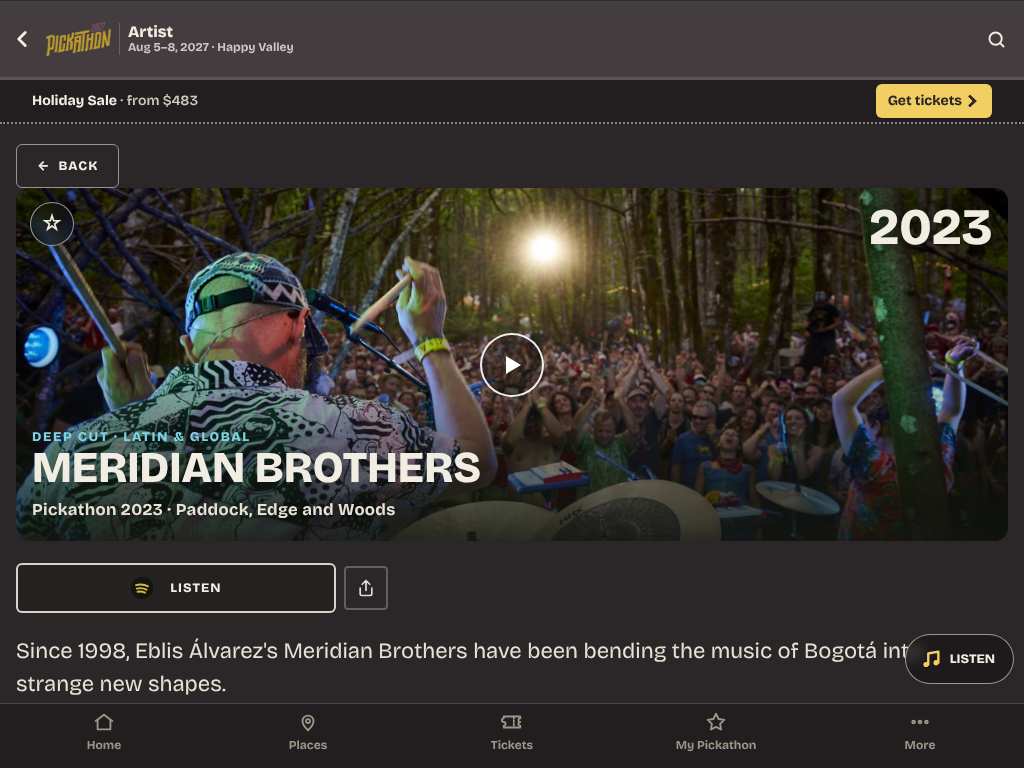 PICKATHON
Artist
Aug 5–8, 2027 · Happy Valley
Holiday Sale · from $483
Get tickets
BACK
2023
DEEP CUT · LATIN & GLOBAL
MERIDIAN BROTHERS
Pickathon 2023 · Paddock, Edge and Woods
LISTEN
Since 1998, Eblis Álvarez's Meridian Brothers have been bending the music of Bogotá
strange new shapes.
LISTEN
Home
Places
Tickets
My Pickathon
More